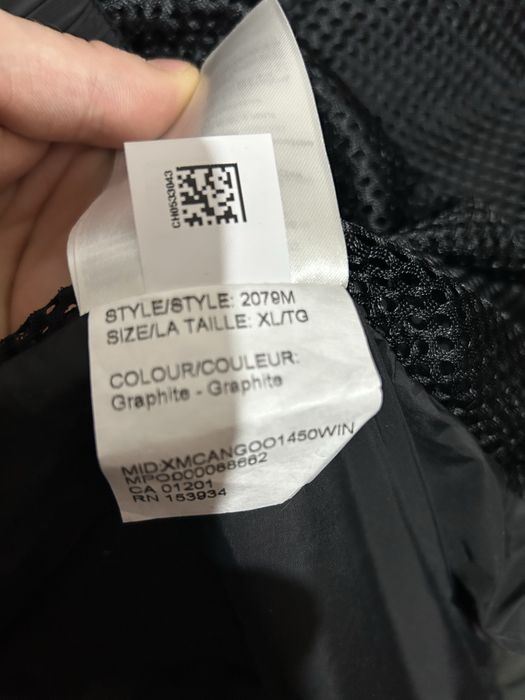 CH0533043
STYLE/STYLE: 2079M
SIZE/LA TAILLE: XL/TG
COLOUR/COULEUR:
Graphite - Graphite
MID.XMCANGOO1450WIN
MPO000068662
CA 01201
RN 153934